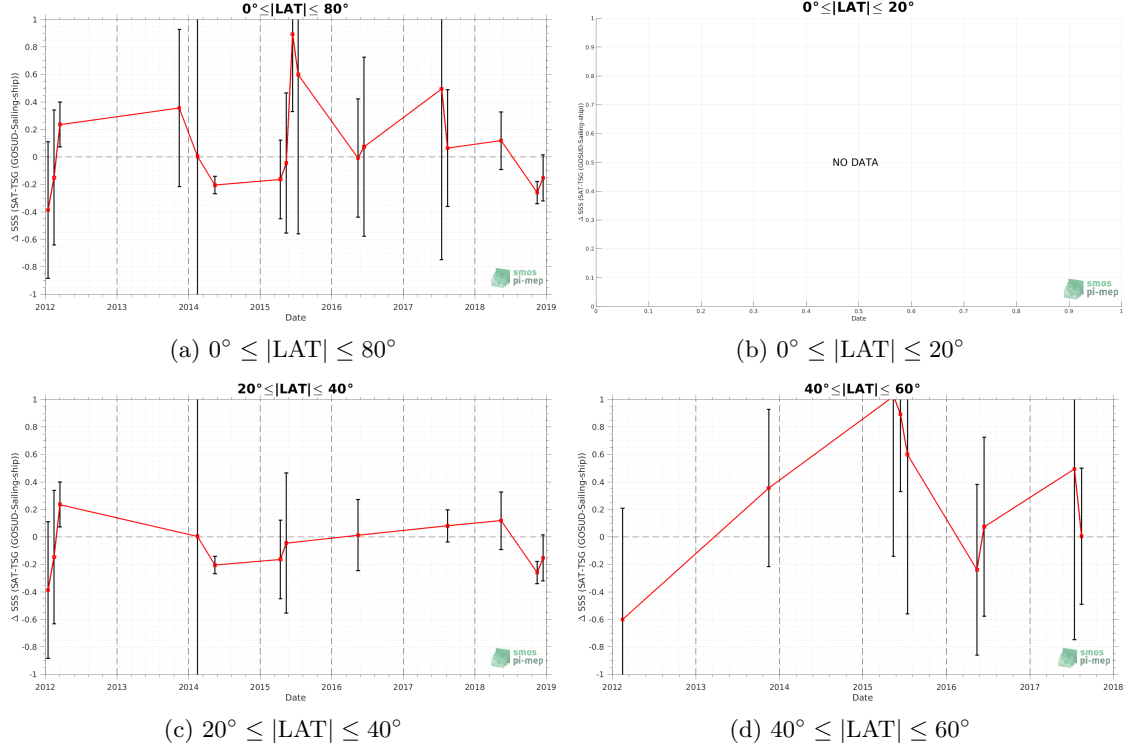 0°≤|LAT|≤ 80°
Δ SSS (SAT-TSG (GOSUD-Sailing-ship))
1
0.8
0.6
0.4
0.2
0
-0.2
-0.4
-0.6
-0.8
-1
2012 2013 2014 2015 2016 2017 2018 2019
Date
smos
pi-mep
(a) 0° ≤ |LAT| ≤ 80°
0°≤|LAT|≤ 20°
Δ SSS (SAT-TSG (GOSUD-Sailing-ship))
1
0.9
0.8
0.7
0.6
0.5
0.4
0.3
0.2
0.1
0
NO DATA
0 0.1 0.2 0.3 0.4 0.5 0.6 0.7 0.8 0.9 1
Date
smos
pi-mep
(b) 0° ≤ |LAT| ≤ 20°
20°≤|LAT|≤ 40°
Δ SSS (SAT-TSG (GOSUD-Sailing-ship))
1
0.8
0.6
0.4
0.2
0
-0.2
-0.4
-0.6
-0.8
-1
2012 2013 2014 2015 2016 2017 2018 2019
Date
smos
pi-mep
(c) 20° ≤ |LAT| ≤ 40°
40°≤|LAT|≤ 60°
Δ SSS (SAT-TSG (GOSUD-Sailing-ship))
1
0.8
0.6
0.4
0.2
0
-0.2
-0.4
-0.6
-0.8
-1
2012 2013 2014 2015 2016 2017 2018
Date
smos
pi-mep
(d) 40° ≤ |LAT| ≤ 60°